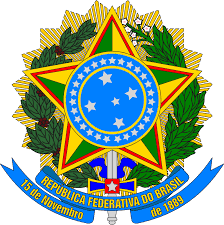 REPÚBLICA FEDERATIVA DO BRASIL
15 de Novembro
de 1889